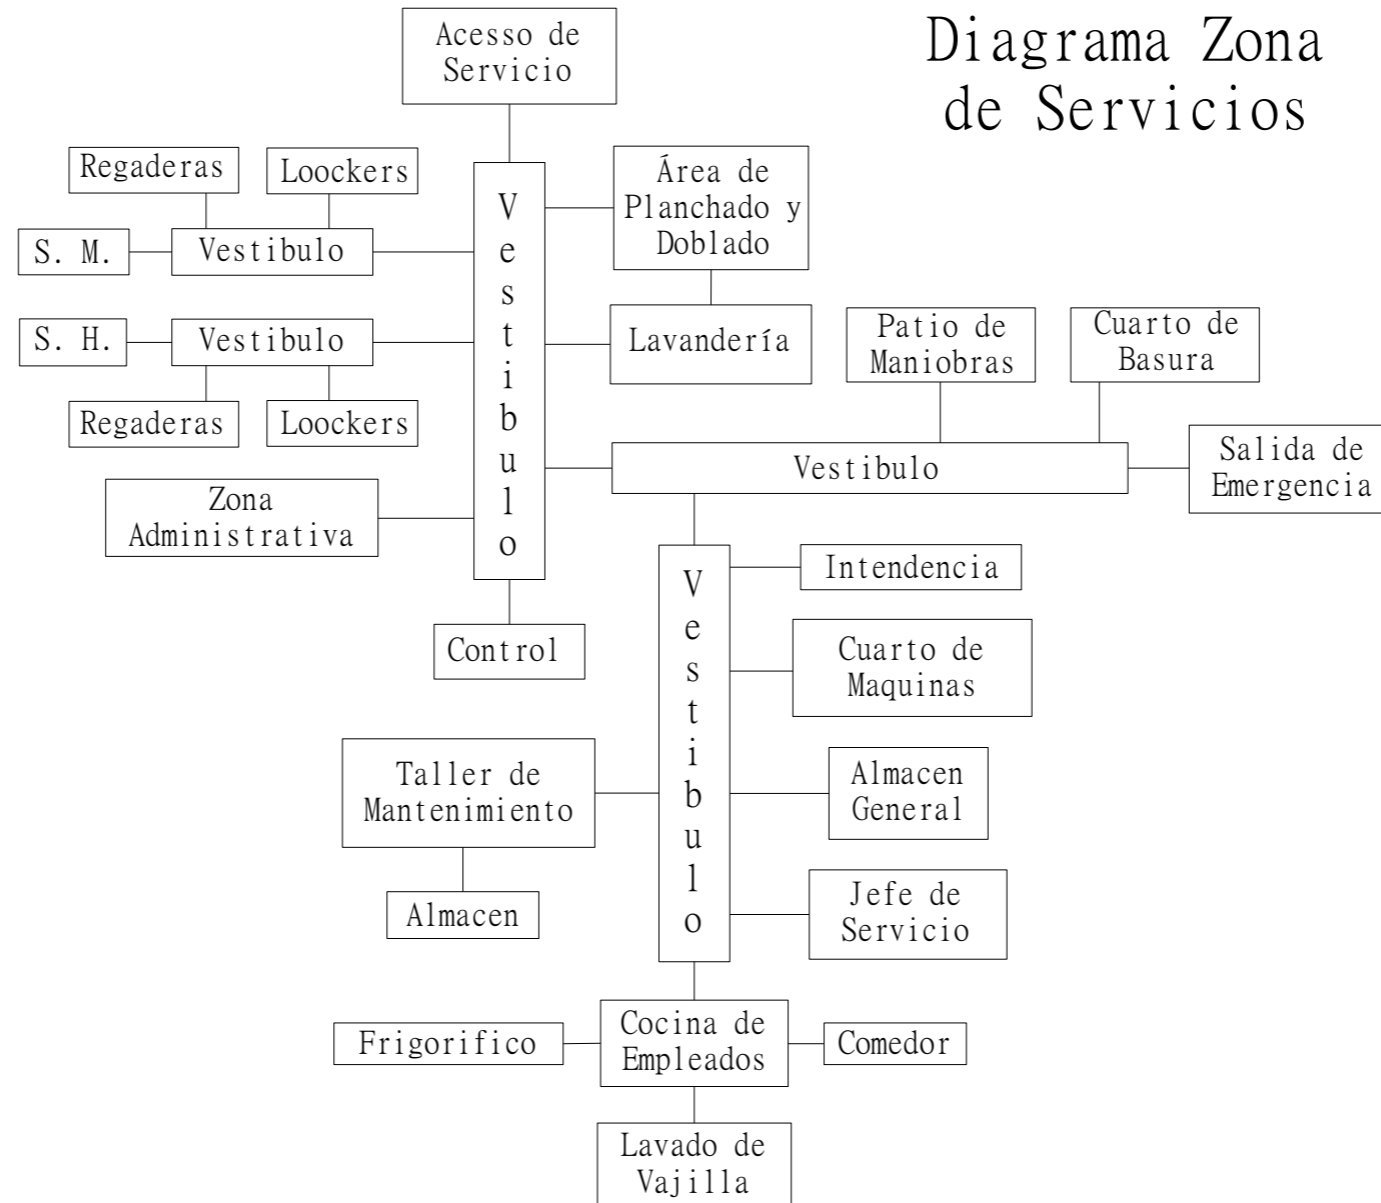 Diagrama Zona
de Servicios
Acesso de
Servicio
Regaderas
Loockers
S. M.
Vestibulo
Vestibulo
Área de
Planchado y
Doblado
S. H.
Vestibulo
Lavandería
Regaderas
Loockers
Patio de
Maniobras
Cuarto de
Basura
Vestibulo
Salida de
Emergencia
Zona
Administrativa
Control
Vestibulo
Intendencia
Cuarto de
Maquinas
Taller de
Mantenimiento
Almacen
General
Almacen
Jefe de
Servicio
Frigorifico
Cocina de
Empleados
Comedor
Lavado de
Vajilla